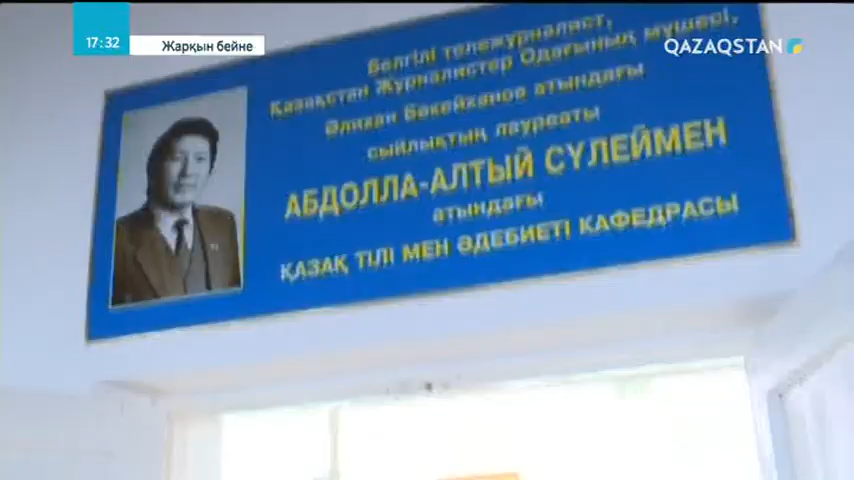 17:32
Жарқын бейне
QAZAQSTAN
Белгілі тележурналист,
Қазақстан Журналистер Одағының мүшесі,
Әлихан Бөкейханов атындағы
сыйлықтың лауреаты
АБДОЛЛА-АЛТЫЙ СҮЛЕЙМЕН
атындағы
ҚАЗАҚ ТІЛІ МЕН ӘДЕБИЕТІ КАФЕДРАСЫ